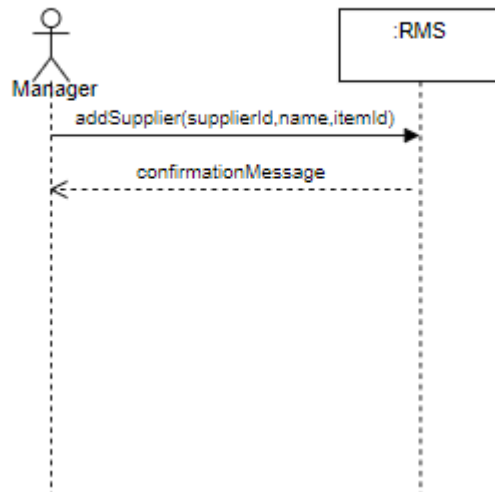 :RMS
Manager
addSupplier(supplierId,name,itemId)
confirmationMessage